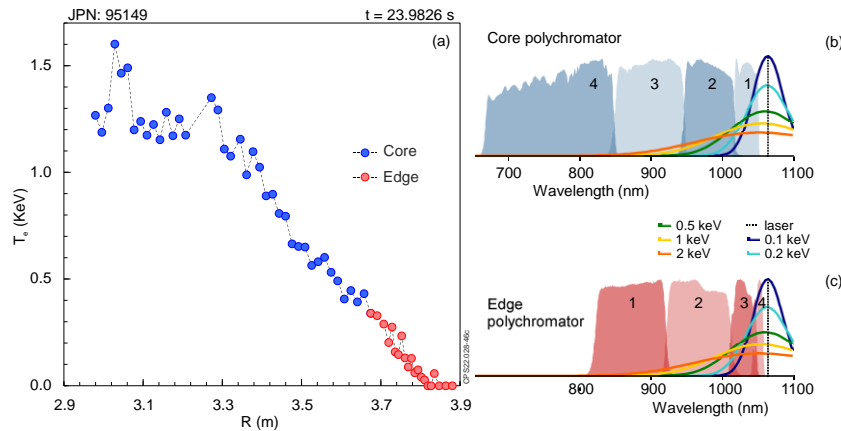 JPN: 95149
t = 23.9826 s
(a)
1.5
1.0
0.5
0.0
Tₑ (KeV)
Core
Edge
2.9
3.1
3.3
3.5
3.7
3.9
R (m)
CPS22.028-46c
(b)
Core polychromator
4
3
2
1
700
800
900
1000
1100
Wavelength (nm)
0.5 keV
1 keV
2 keV
laser
0.1 keV
0.2 keV
(c)
Edge
polychromator
1
2
3
4
800
900
1000
1100
Wavelength (nm)